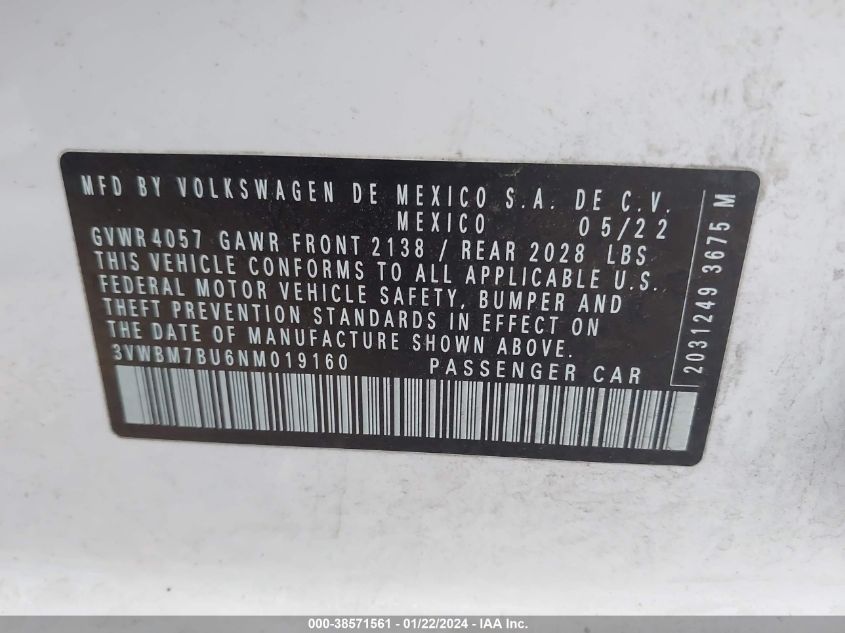 MFD BY VOLKSWAGEN DE MEXICO S.A. DE C.V.
MEXICO 05/22
GVWR 4057 GAWR FRONT 2138 / REAR 2028 LBS
THIS VEHICLE CONFORMS TO ALL APPLICABLE U.S.
FEDERAL MOTOR VEHICLE SAFETY, BUMPER AND
THEFT PREVENTION STANDARDS IN EFFECT ON
THE DATE OF MANUFACTURE SHOWN ABOVE.
3VWBM7BU6NM019160 PASSENGER CAR
2031249 3675 M
000-38571561 - 01/22/2024 - IAAI.COM